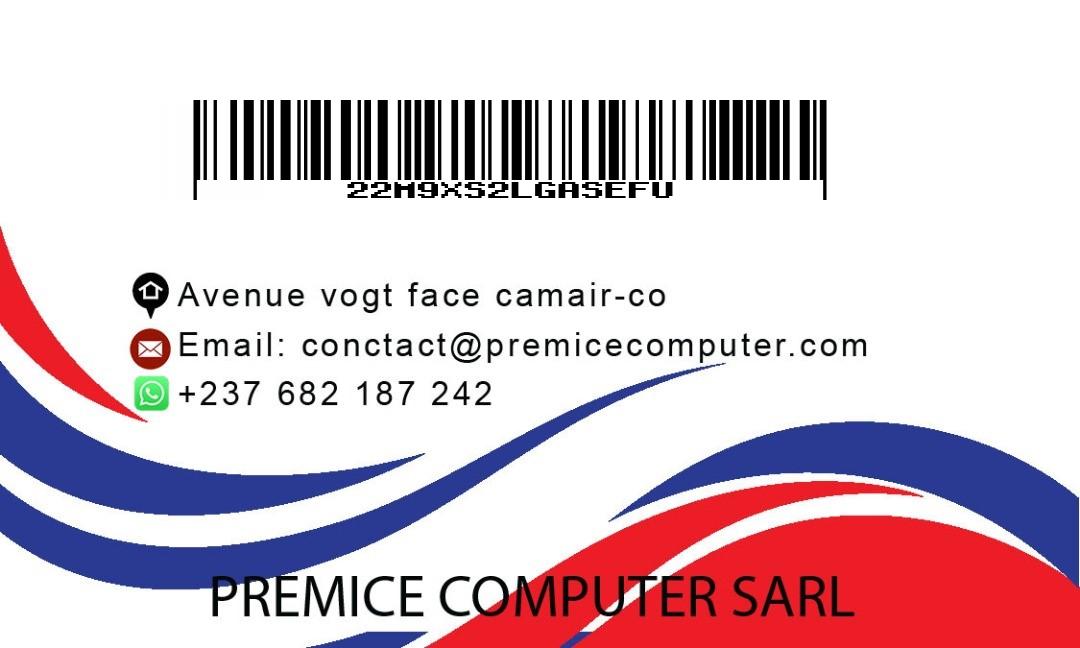 22M9XS2LGASEFU
Avenue vogt face camair-co
Email: conctact@premicecomputer.com
+237 682 187 242
PREMICE COMPUTER SARL